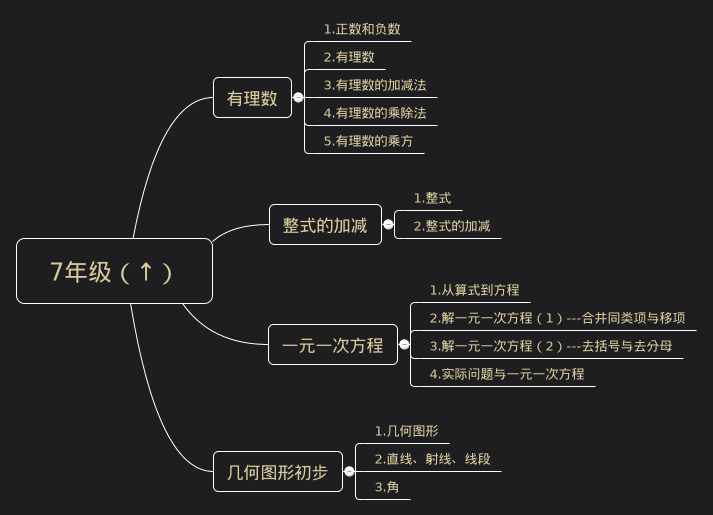 7年级（↑）
有理数
1.正数和负数
2.有理数
3.有理数的加减法
4.有理数的乘除法
5.有理数的乘方
整式的加减
1.整式
2.整式的加减
一元一次方程
1.从算式到方程
2.解一元一次方程（1）---合并同类项与移项
3.解一元一次方程（2）---去括号与去分母
4.实际问题与一元一次方程
几何图形初步
1.几何图形
2.直线、射线、线段
3.角